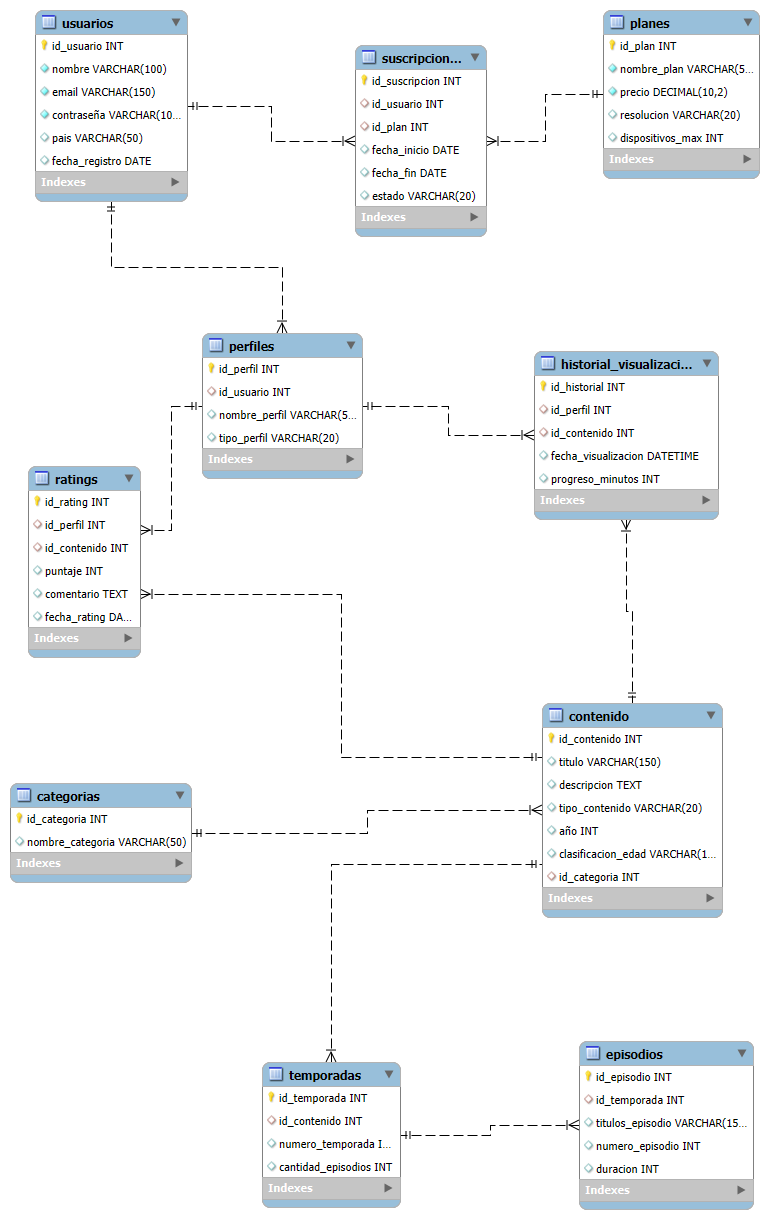 usuarios
id_usuario INT
nombre VARCHAR(100)
email VARCHAR(150)
contraseña VARCHAR(10...
pais VARCHAR(50)
fecha_registro DATE
Indexes
suscripcion...
id_suscripcion INT
id_usuario INT
id_plan INT
fecha_inicio DATE
fecha_fin DATE
estado VARCHAR(20)
Indexes
planes
id_plan INT
nombre_plan VARCHAR(5...
precio DECIMAL(10,2)
resolucion VARCHAR(20)
dispositivos_max INT
Indexes
perfiles
id_perfil INT
id_usuario INT
nombre_perfil VARCHAR(5...
tipo_perfil VARCHAR(20)
Indexes
historial_visualizaci...
id_historial INT
id_perfil INT
id_contenido INT
fecha_visualizacion DATETIME
progreso_minutos INT
Indexes
ratings
id_rating INT
id_perfil INT
id_contenido INT
puntaje INT
comentario TEXT
fecha_rating DA...
Indexes
contenido
id_contenido INT
titulo VARCHAR(150)
descripcion TEXT
tipo_contenido VARCHAR(20)
año INT
clasificacion_edad VARCHAR(1...
id_categoria INT
Indexes
categorias
id_categoria INT
nombre_categoria VARCHAR(50)
Indexes
temporadas
id_temporada INT
id_contenido INT
numero_temporada I...
cantidad_episodios INT
Indexes
episodios
id_episodio INT
id_temporada INT
titulos_episodio VARCHAR(15...
numero_episodio INT
duracion INT
Indexes